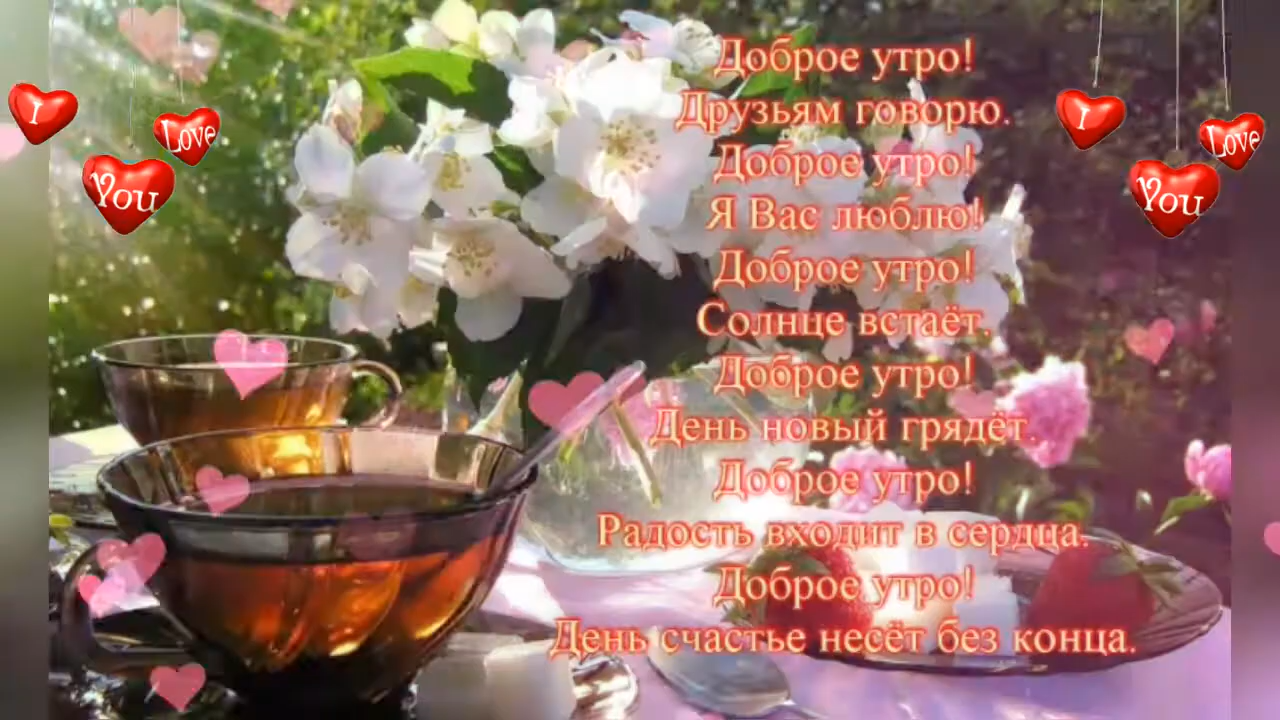 Доброе утро!
Друзьям говорю.
Доброе утро!
Я Вас люблю!
Доброе утро!
Солнце встаёт.
Доброе утро!
День новый грядёт.
Доброе утро!
Радость входит в сердца.
Доброе утро!
День счастье несёт без конца.
I
Love
You
I
Love
You